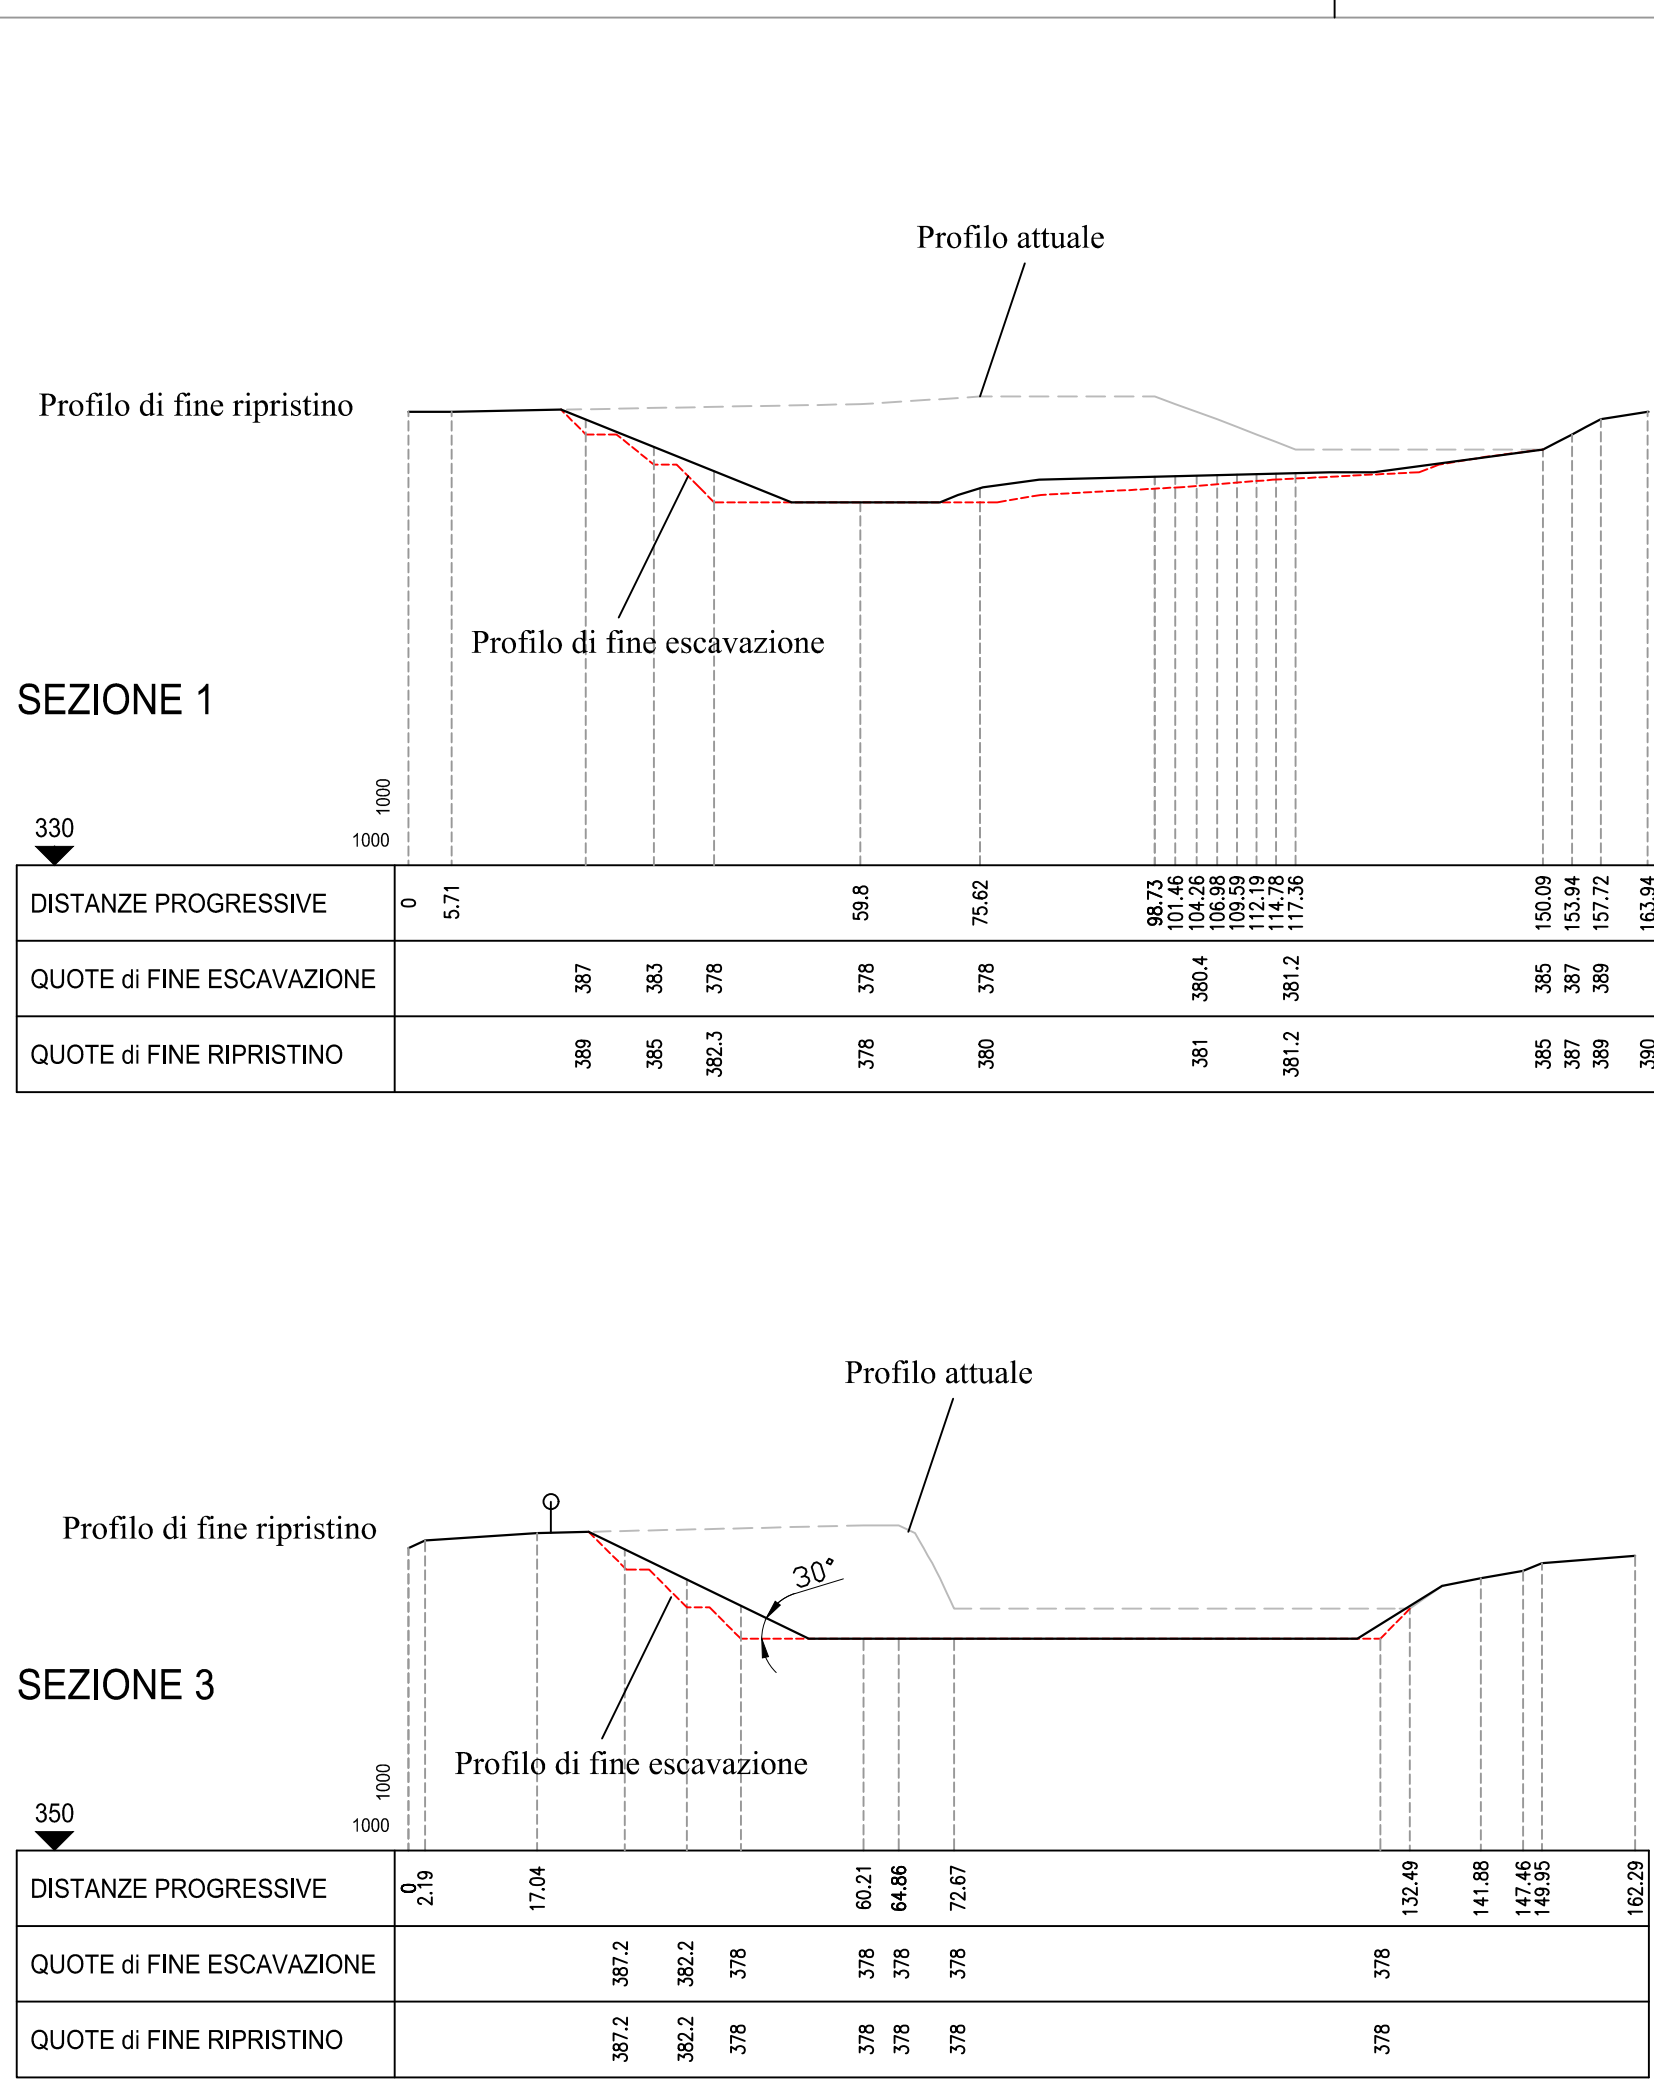 Profilo attuale
Profilo di fine ripristino
Profilo di fine escavazione
SEZIONE 1
1000
330
1000
DISTANZE PROGRESSIVE 0 5.71 59.8 75.62 98.73 101.46 104.26 106.98 109.59 112.19 114.78 117.36 150.09 153.94 157.72 163.94
QUOTE di FINE ESCAVAZIONE 387 383 378 378 378 380.4 381.2 385 387 389
QUOTE di FINE RIPRISTINO 389 385 382.3 378 380 381 381.2 385 387 389 390
Profilo attuale
Profilo di fine ripristino
30°
SEZIONE 3
Profilo di fine escavazione
1000
350
1000
DISTANZE PROGRESSIVE 0 2.19 17.04 60.21 64.86 72.67 132.49 141.88 147.46 149.95 162.29
QUOTE di FINE ESCAVAZIONE 387.2 382.2 378 378 378 378 378
QUOTE di FINE RIPRISTINO 387.2 382.2 378 378 378 378 378